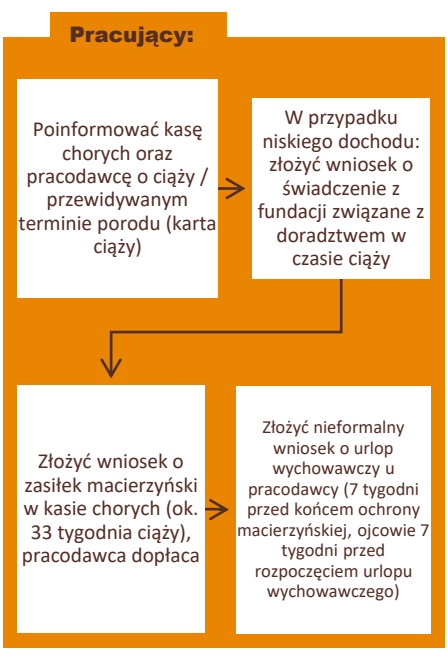 Pracujący:
Poinformować kasę
chorych oraz
pracodawcę o ciąży /
przewidywanym
terminie porodu (karta
ciąży)
W przypadku
niskiego dochodu:
złożyć wniosek o
świadczenie z
fundacji związane z
doradztwem w
czasie ciąży
Złożyć wniosek o
zasiłek macierzyński
w kasie chorych (ok.
33 tygodnia ciąży),
pracodawca dopłaca
Złożyć nieformalny
wniosek o urlop
wychowawczy u
pracodawcy (7 tygodni
przed końcem ochrony
macierzyńskiej, ojcowie 7
tygodni przed
rozpoczęciem urlopu
wychowawczego)